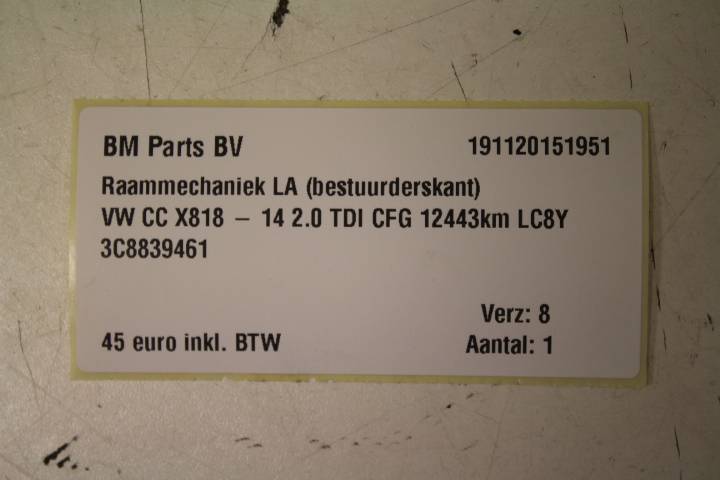 BM Parts BV 191120151951
Raammechaniek LA (bestuurderskant)
VW CC X818 – 14 2.0 TDI CFG 12443km LC8Y
3C8839461
Verz: 8
45 euro inkl. BTW Aantal: 1